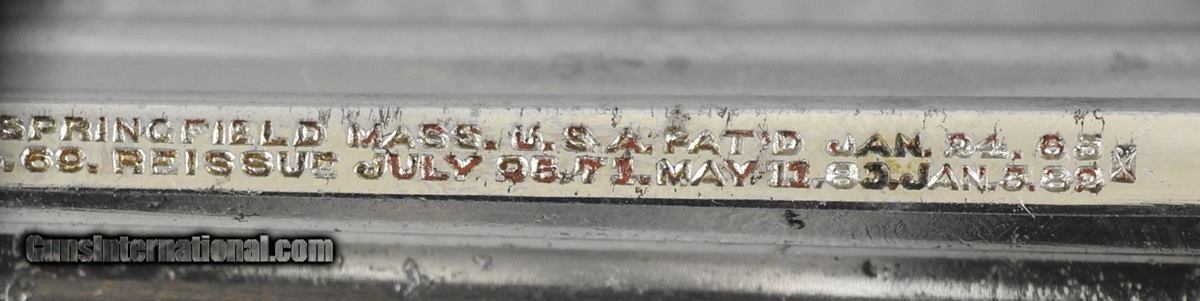 SPRINGFIELD MASS. U.S.A. PAT'D JAN. 24. 65
.69. REISSUE JULY 25.71. MAY 11.80.JAN.3.82
GunsInternational.com